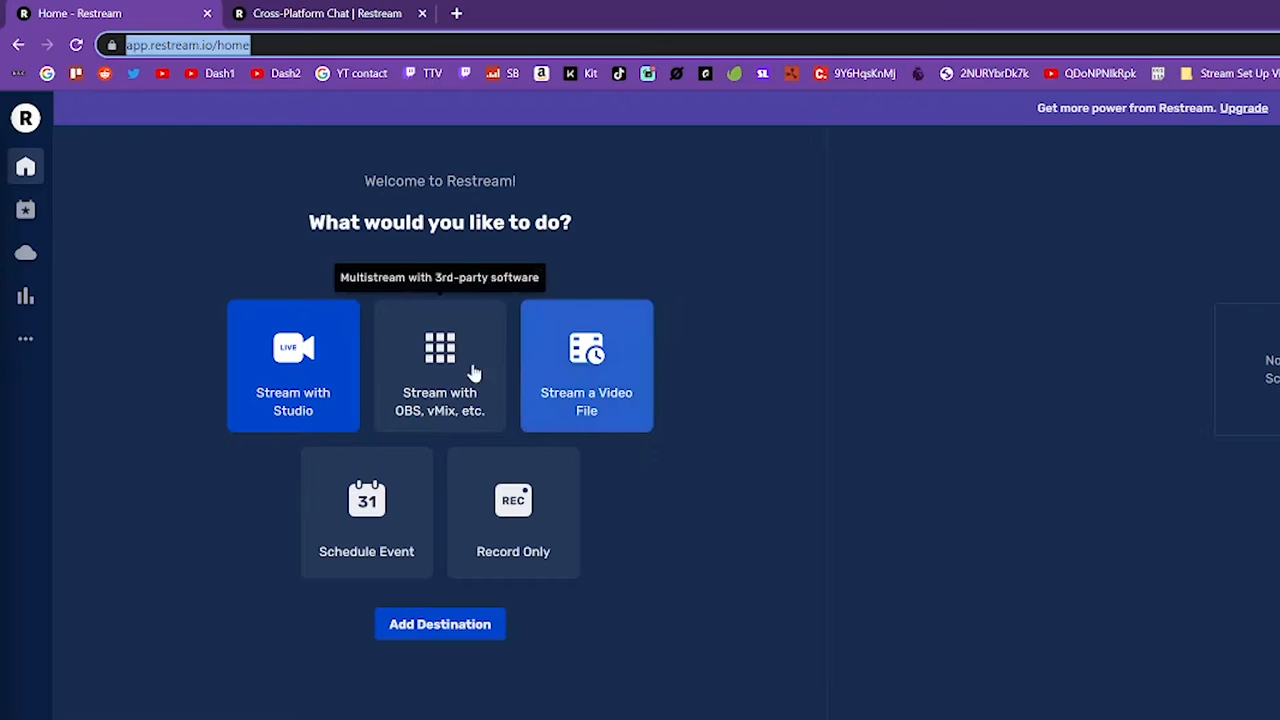 Home - Restream
Cross-Platform Chat | Restream
app.restream.io/home
Dash1
Dash2
YT contact
TTV
SB
Kit
9Y6HqsKnMj
2NURYbrDk7k
QDoNPNlkRpk
Stream Set Up Vi
Get more power from Restream. Upgrade
R
Welcome to Restream!
What would you like to do?
Multistream with 3rd-party software
LIVE
Stream with
Studio
Stream with
OBS, vMix, etc.
Stream a Video
File
No
Sc
31
Schedule Event
REC
Record Only
Add Destination